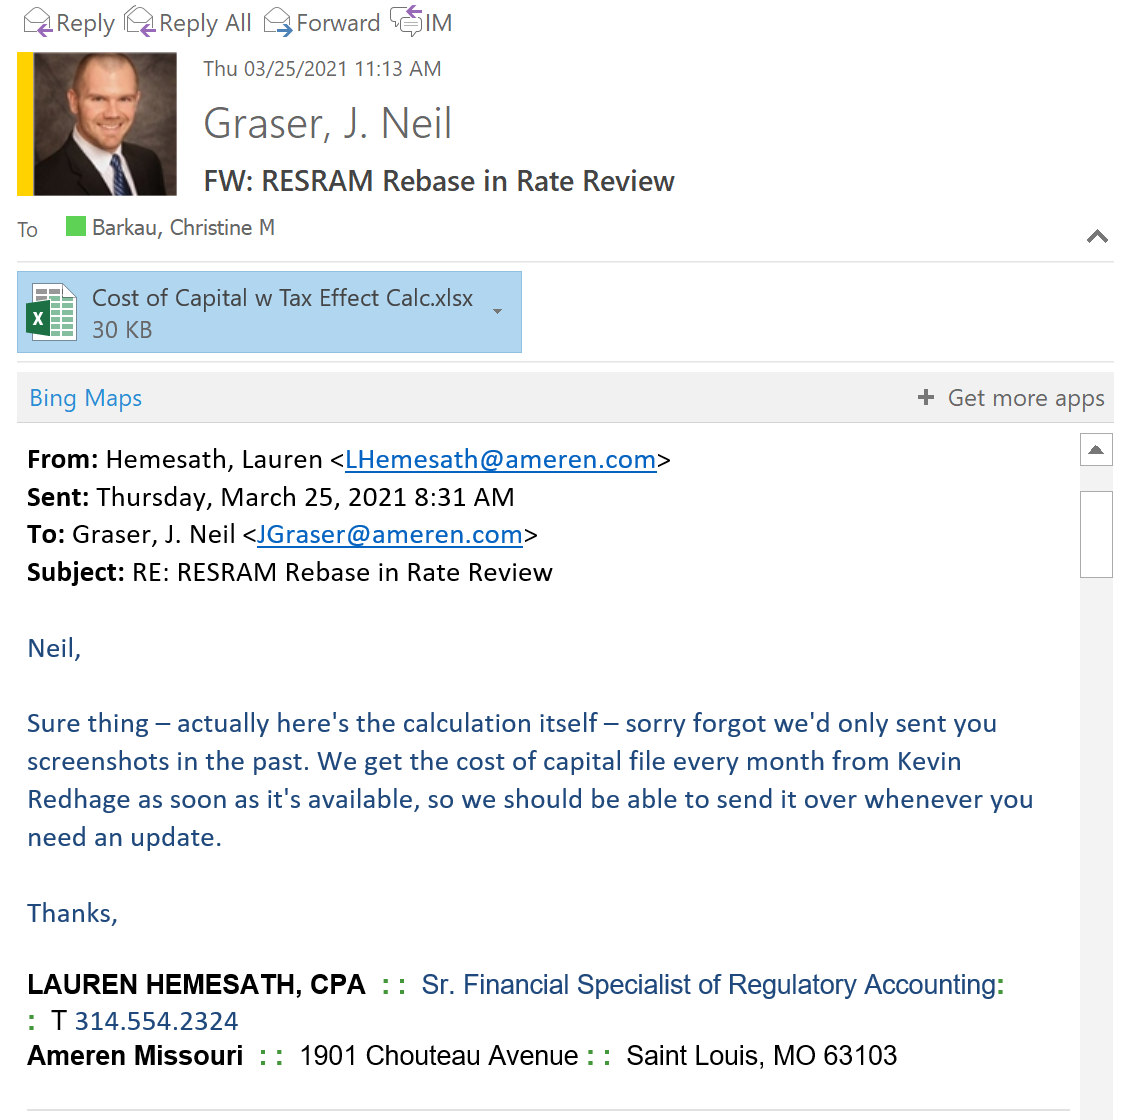 Reply Reply All Forward IM
Thu 03/25/2021 11:13 AM
Graser, J. Neil
FW: RESRAM Rebase in Rate Review
To Barkau, Christine M
Cost of Capital w Tax Effect Calc.xlsx
30 KB
Bing Maps + Get more apps
From: Hemesath, Lauren <LHemesath@ameren.com>
Sent: Thursday, March 25, 2021 8:31 AM
To: Graser, J. Neil <JGraser@ameren.com>
Subject: RE: RESRAM Rebase in Rate Review
Neil,
Sure thing – actually here's the calculation itself – sorry forgot we'd only sent you
screenshots in the past. We get the cost of capital file every month from Kevin
Redhage as soon as it's available, so we should be able to send it over whenever you
need an update.
Thanks,
LAUREN HEMESATH, CPA : : Sr. Financial Specialist of Regulatory Accounting:
: T 314.554.2324
Ameren Missouri : : 1901 Chouteau Avenue : : Saint Louis, MO 63103